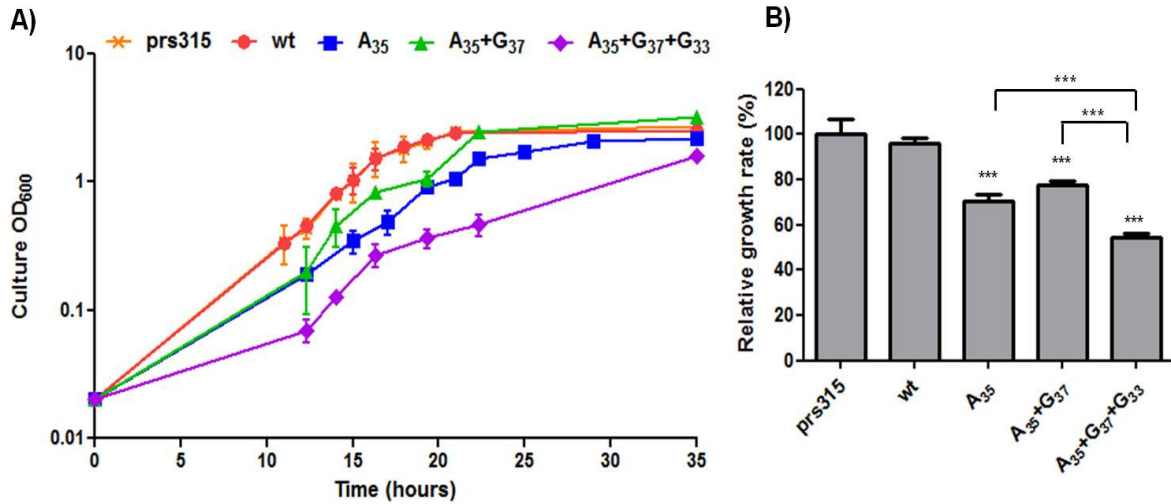 A)
prs315 wt A35 A35+G37 A35+G37+G33
10
1
0.1
0.01
Culture OD600
0 5 10 15 20 25 30 35
Time (hours)
B)
120
100
80
60
40
20
0
Relative growth rate (%)
***
***
*** *** ***
prs315 wt A35 A35+G37 A35+G37+G33